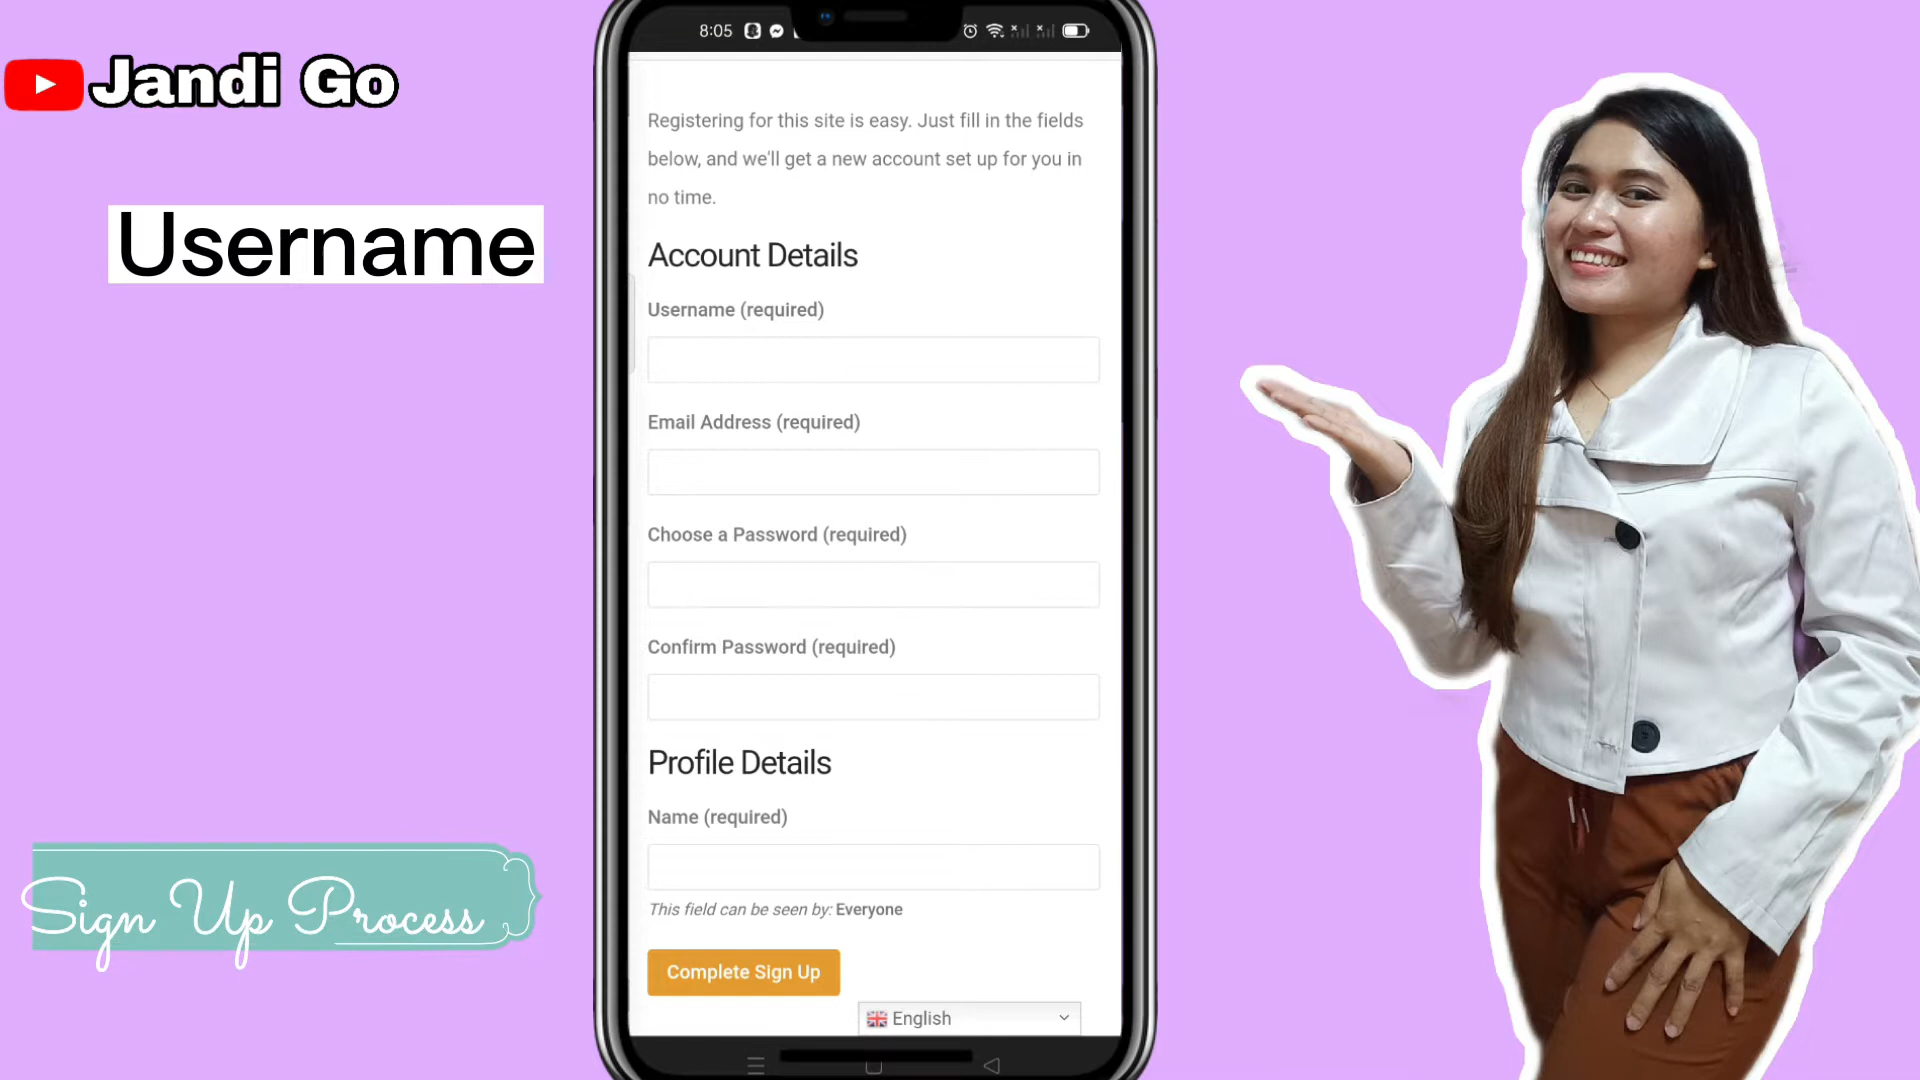 Jandi Go
Username
Sign Up Process
8:05
Registering for this site is easy. Just fill in the fields
below, and we'll get a new account set up for you in
no time.
Account Details
Username (required)
Email Address (required)
Choose a Password (required)
Confirm Password (required)
Profile Details
Name (required)
This field can be seen by: Everyone
Complete Sign Up
English